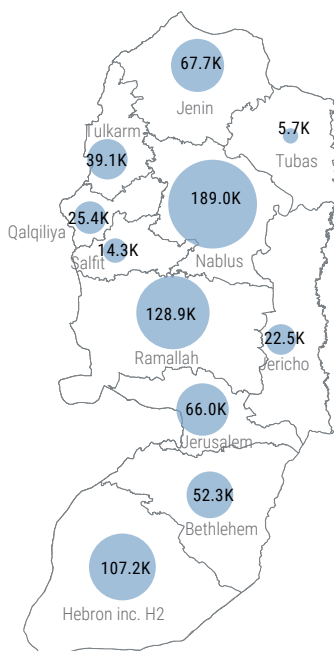 67.7K
Jenin
5.7K
Tubas
Tulkarm
39.1K
189.0K
Nablus
25.4K
Qalqiliya
14.3K
Salfit
128.9K
Ramallah
22.5K
Jericho
66.0K
Jerusalem
52.3K
Bethlehem
107.2K
Hebron inc. H2